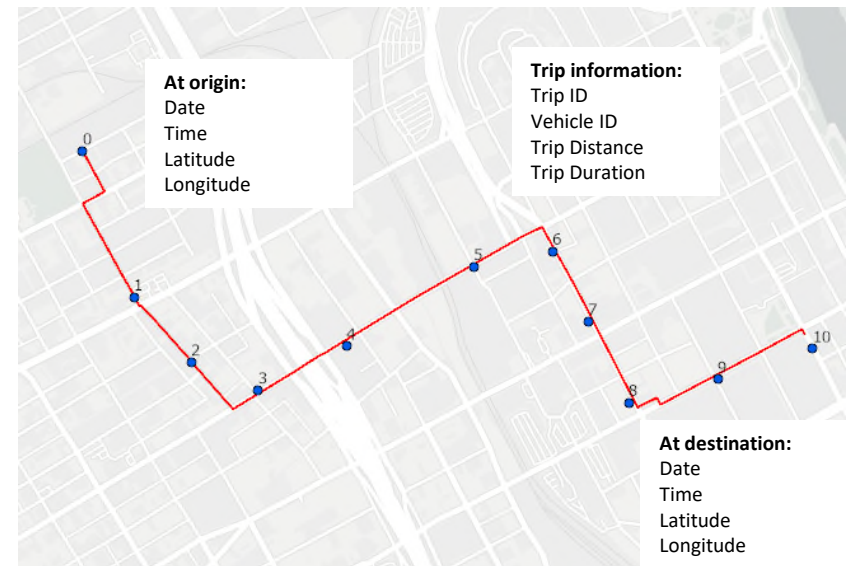 At origin:
Date
Time
Latitude
Longitude
Trip information:
Trip ID
Vehicle ID
Trip Distance
Trip Duration
0
1
2
3
4
5
6
7
8
9
10
At destination:
Date
Time
Latitude
Longitude